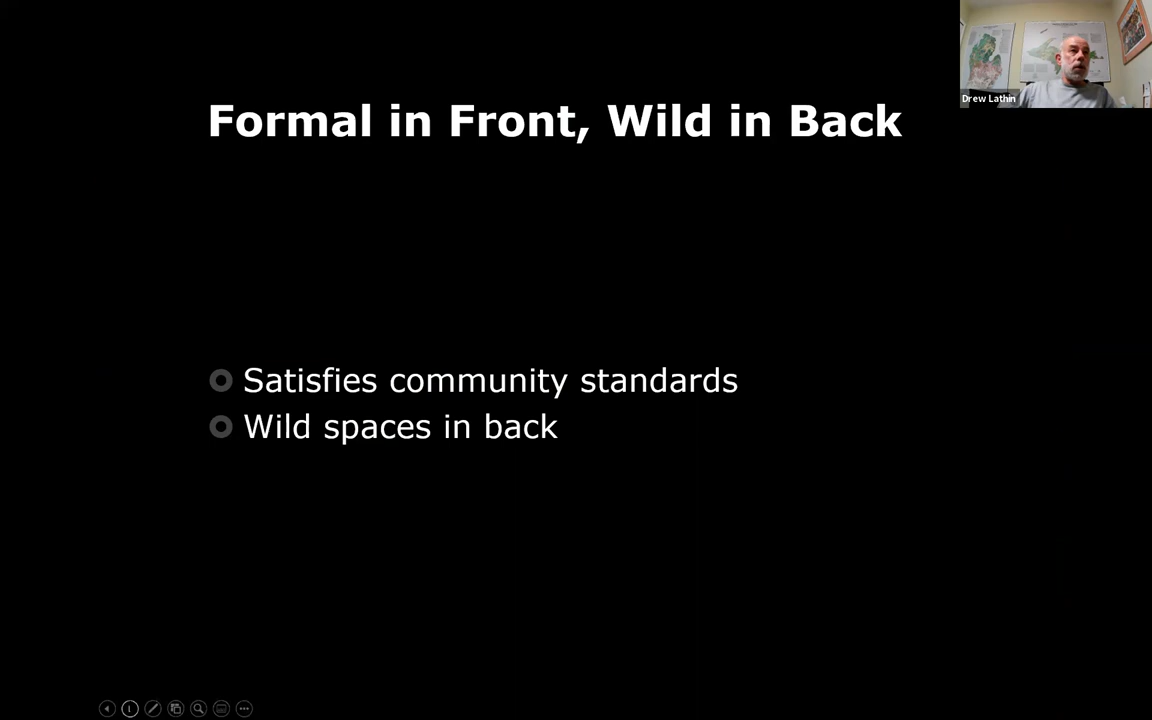 Drew Lathin
Formal in Front, Wild in Back
Satisfies community standards
Wild spaces in back